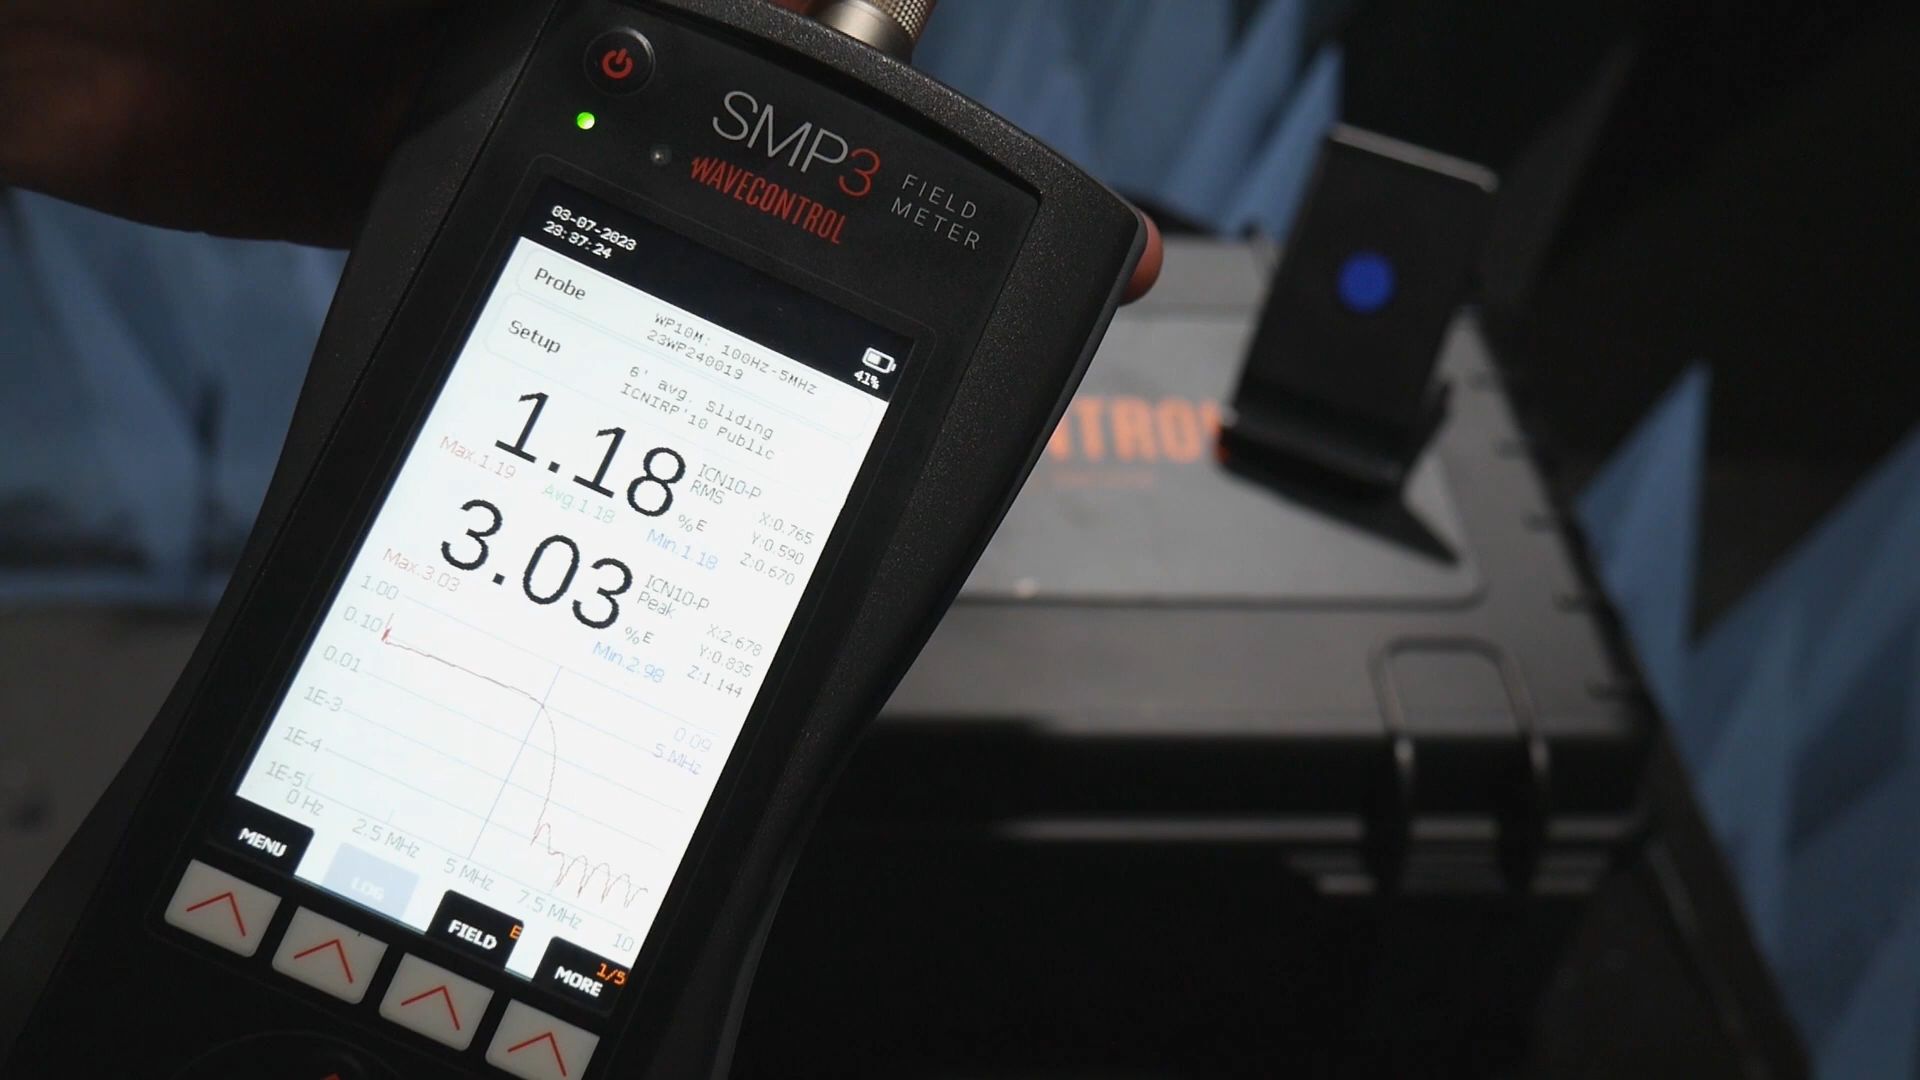 SMP3
WAVECONTROL
FIELD
METER
03-07-2023
23:37:24
41%
Probe
WP10M: 100Hz-5MHz
23WP240019
Setup
6' avg. Sliding
ICNIRP'10 Public
1.18
ICN10-P
RMS
%E
Max.1.19
Avg.1.18
Min.1.18
X:0.765
Y:0.590
Z:0.670
3.03
ICN10-P
Peak
%E
Max.3.03
Min.2.98
X:2.678
Y:0.835
Z:1.144
1.00
0.10
0.01
1E-3
1E-4
1E-5
0.09
5 MHz
0 Hz
2.5 MHz
5 MHz
7.5 MHz
10
MENU
LOG
FIELD E
MORE 1/5
NTRO